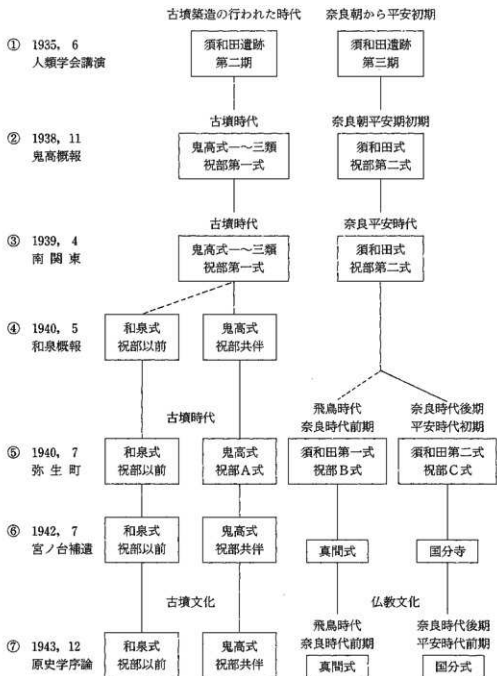 古墳築造の行われた時代 奈良朝から平安初期
① 1935, 6 須和田遺跡 須和田遺跡
人類学会講演 第二期 第三期
古墳時代 奈良朝平安期初期
② 1938, 11 鬼高式一〜三類 須和田式
鬼高概報 祝部第一式 祝部第二式
古墳時代 奈良平安時代
③ 1939, 4 鬼高式一〜三類 須和田式
南関東 祝部第一式 祝部第二式
④ 1940, 5 和泉式 鬼高式
和泉概報 祝部以前 祝部共伴
飛鳥時代 奈良時代後期
古墳時代 奈良時代前期 平安時代初期
⑤ 1940, 7 和泉式 鬼高式 須和田第一式 須和田第二式
弥生町 祝部以前 祝部A式 祝部B式 祝部C式
⑥ 1942, 7 和泉式 鬼高式 真間式 国分寺
宮ノ台補遺 祝部以前 祝部共伴
古墳文化 仏教文化
飛鳥時代 奈良時代後期
奈良時代前期 平安時代前期
⑦ 1943, 12 和泉式 鬼高式
原史学序論 祝部以前 祝部共伴 真間式 国分式